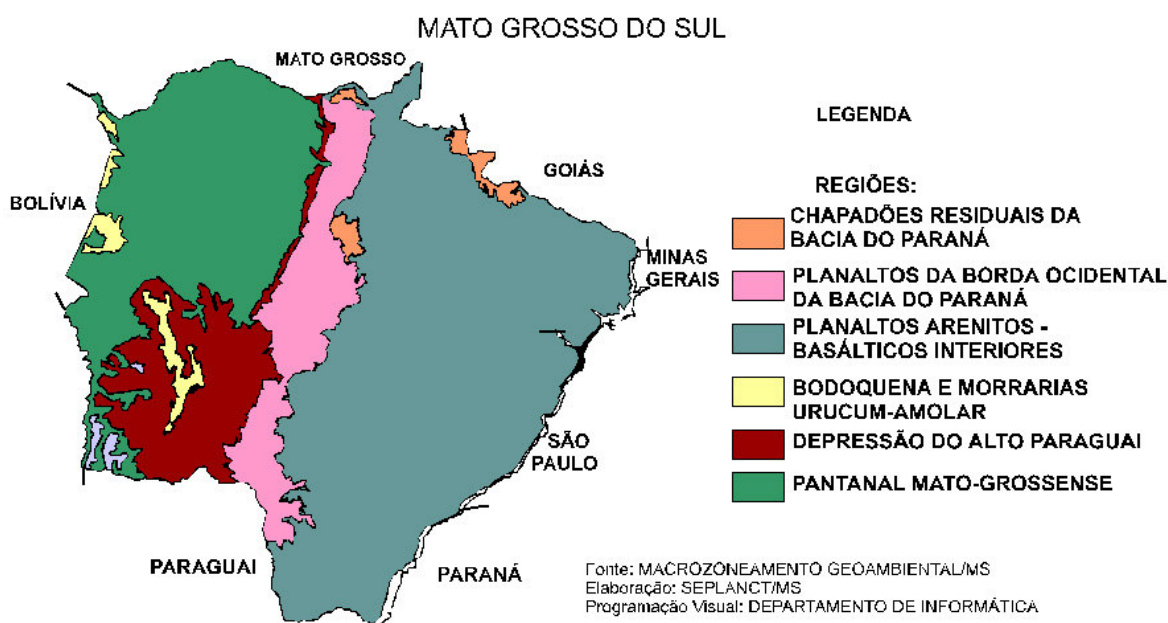 MATO GROSSO DO SUL
MATO GROSSO
BOLÍVIA
GOIÁS
MINAS
GERAIS
SÃO
PAULO
PARAGUAI
PARANÁ
LEGENDA
REGIÕES:
CHAPADÕES RESIDUAIS DA
BACIA DO PARANÁ
PLANALTOS DA BORDA OCIDENTAL
DA BACIA DO PARANÁ
PLANALTOS ARENITOS -
BASÁLTICOS INTERIORES
BODOQUENA E MORRARIAS
URUCUM-AMOLAR
DEPRESSÃO DO ALTO PARAGUAI
PANTANAL MATO-GROSSENSE
Fonte: MACROZONEAMENTO GEOAMBIENTAL/MS
Elaboração: SEPLANCT/MS
Programação Visual: DEPARTAMENTO DE INFORMÁTICA